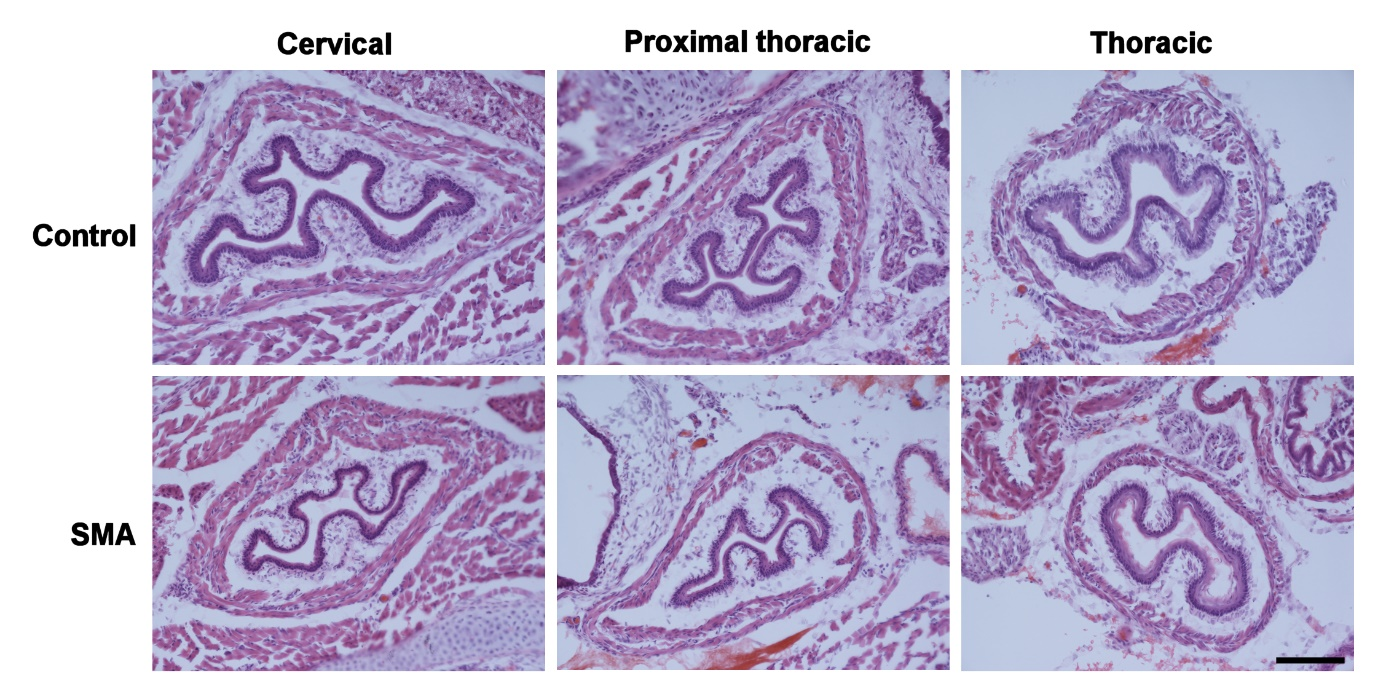 Cervical
Proximal thoracic
Thoracic
Control
SMA